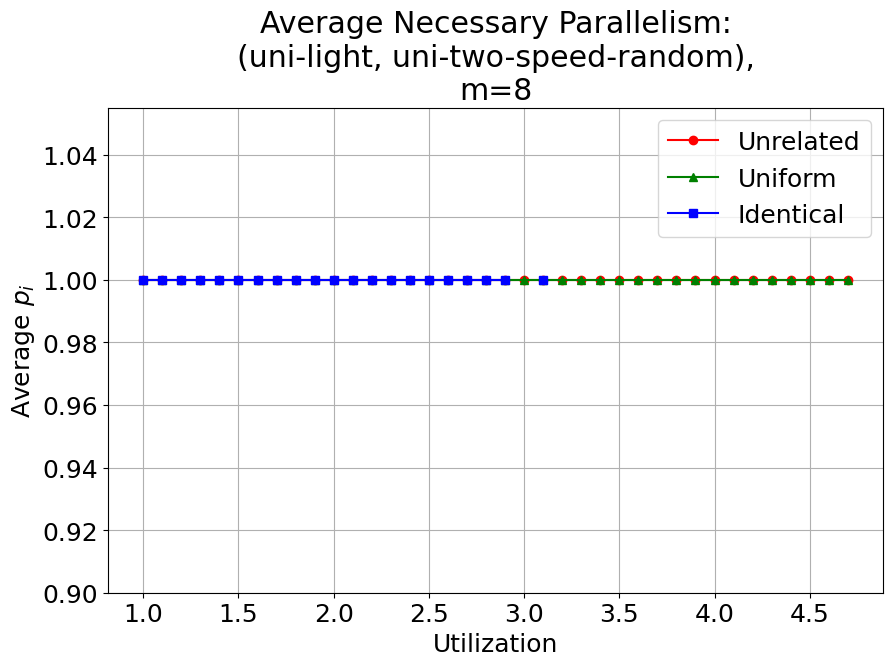 Average Necessary Parallelism:
(uni-light, uni-two-speed-random),
m=8
Unrelated
Uniform
Identical
1.04
1.02
1.00
0.98
0.96
0.94
0.92
0.90
Average p_i
1.0 1.5 2.0 2.5 3.0 3.5 4.0 4.5
Utilization